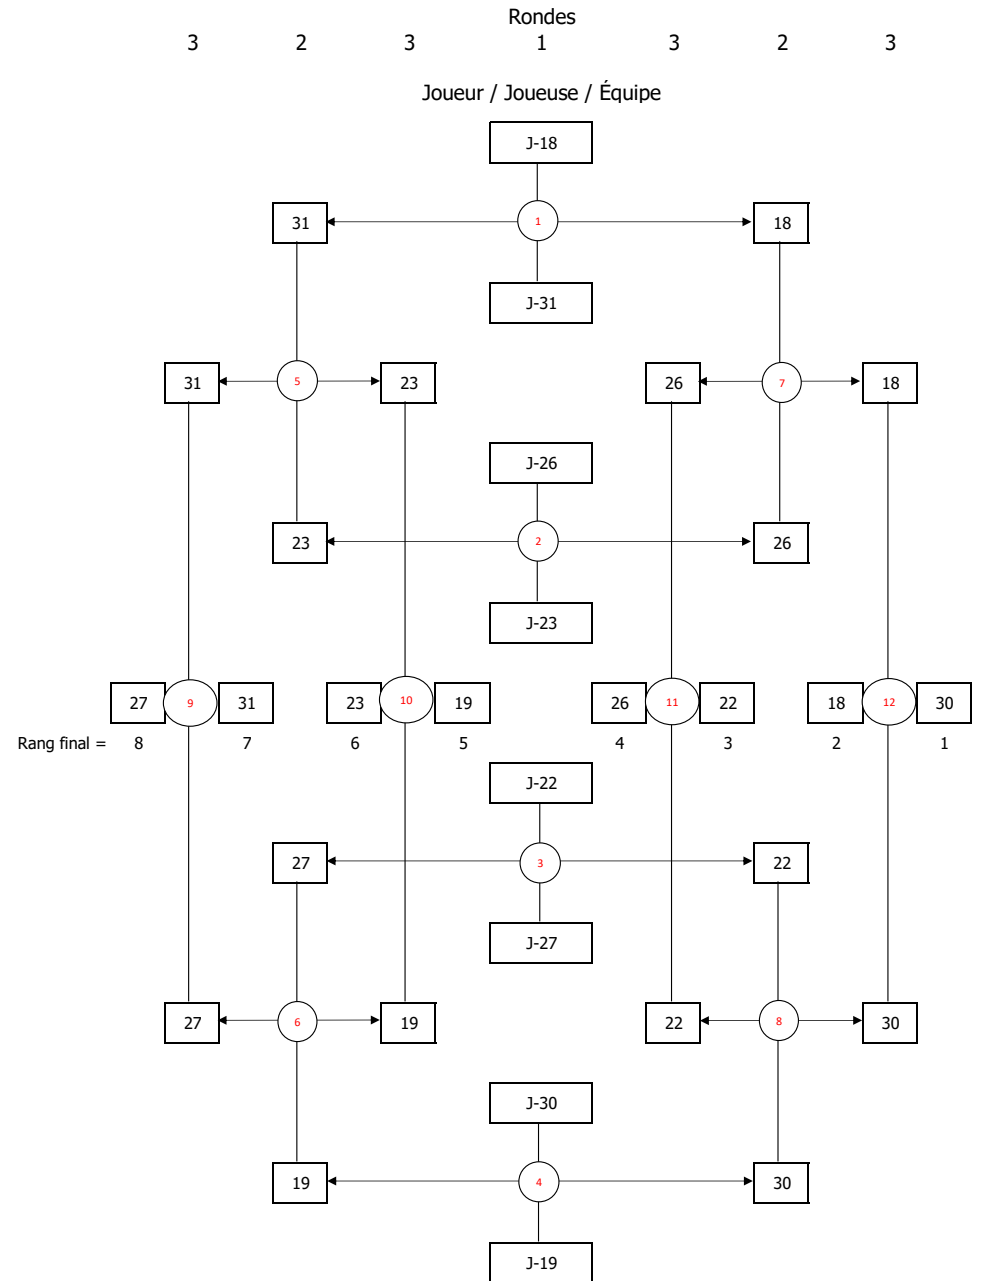 Rondes
3 2 3 1 3 2 3
Joueur / Joueuse / Équipe
J-18
31 1 18
J-31
31 5 23 26 7 18
J-26
23 2 26
J-23
27 9 31 23 10 19 26 11 22 18 12 30
Rang final = 8 7 6 5 4 3 2 1
J-22
27 3 22
J-27
27 6 19 22 8 30
J-30
19 4 30
J-19